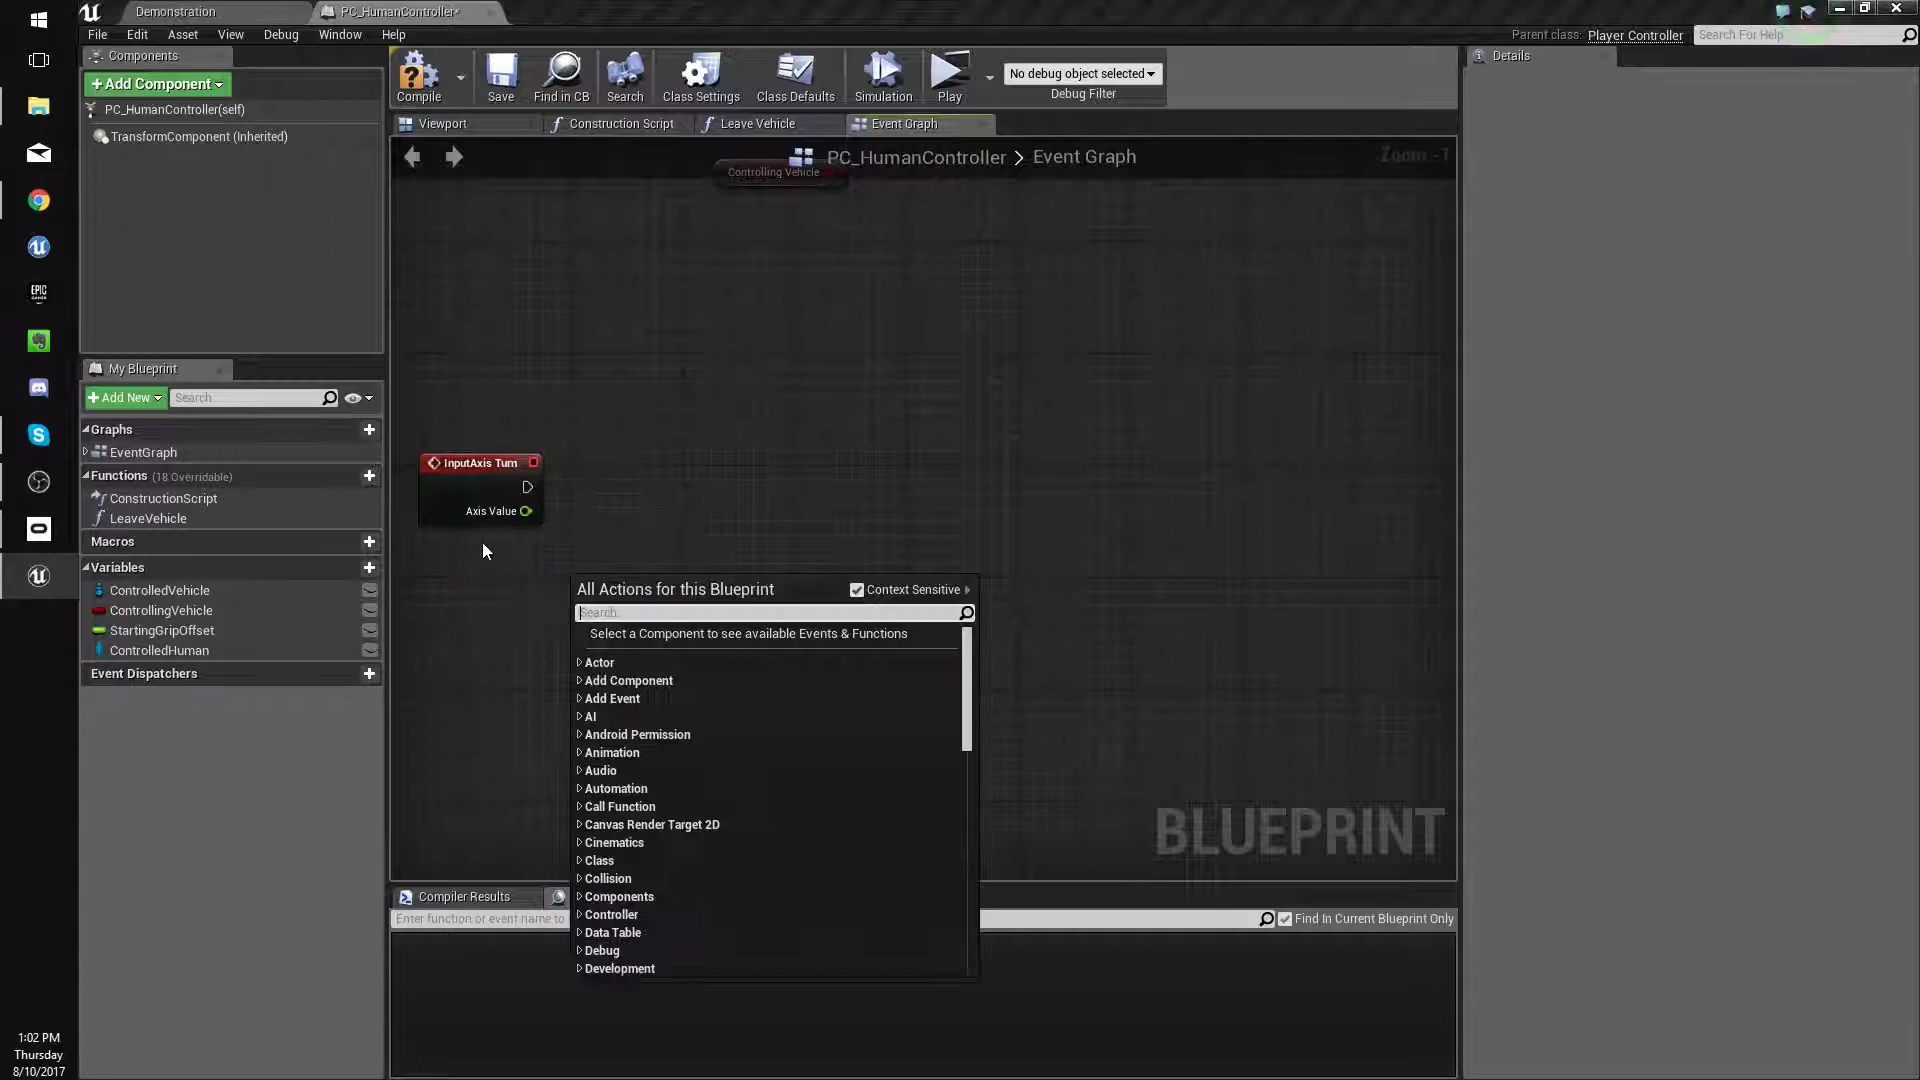 Demonstration
PC_HumanController*
File
Edit
Asset
View
Debug
Window
Help
Parent class: Player Controller
Search For Help
Components
+Add Component
PC_HumanController(self)
TransformComponent (Inherited)
Compile
Save
Find in CB
Search
Class Settings
Class Defaults
Simulation
Play
No debug object selected
Debug Filter
Details
Viewport
Construction Script
Leave Vehicle
Event Graph
PC_HumanController > Event Graph
Zoom -1
Controlling Vehicle
My Blueprint
+Add New
Search
Graphs
EventGraph
Functions (18 Overridable)
ConstructionScript
LeaveVehicle
Macros
Variables
ControlledVehicle
ControllingVehicle
StartingGripOffset
ControlledHuman
Event Dispatchers
InputAxis Turn
Axis Value
All Actions for this Blueprint
Context Sensitive
Search
Select a Component to see available Events & Functions
Actor
Add Component
Add Event
AI
Android Permission
Animation
Audio
Automation
Call Function
Canvas Render Target 2D
Cinematics
Class
Collision
Components
Controller
Data Table
Debug
Development
BLUEPRINT
Compiler Results
Enter function or event name to
Find In Current Blueprint Only
EPIC
GAMES
1:02 PM
Thursday
8/10/2017